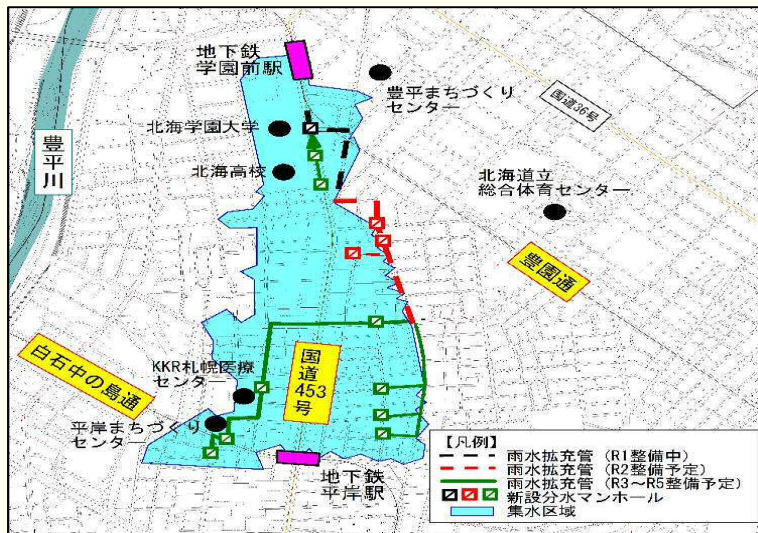 地下鉄
学園前駅
豊平まちづくり
センター
国道36号
北海学園大学
豊平川
北海高校
北海道立
総合体育センター
豊園通
白石中の島通
KKR札幌医療
センター
国道
453
号
平岸まちづくり
センター
地下鉄
平岸駅
【凡例】
雨水拡充管（R1整備中）
雨水拡充管（R2整備予定）
雨水拡充管（R3～R5整備予定）
新設分水マンホール
集水区域